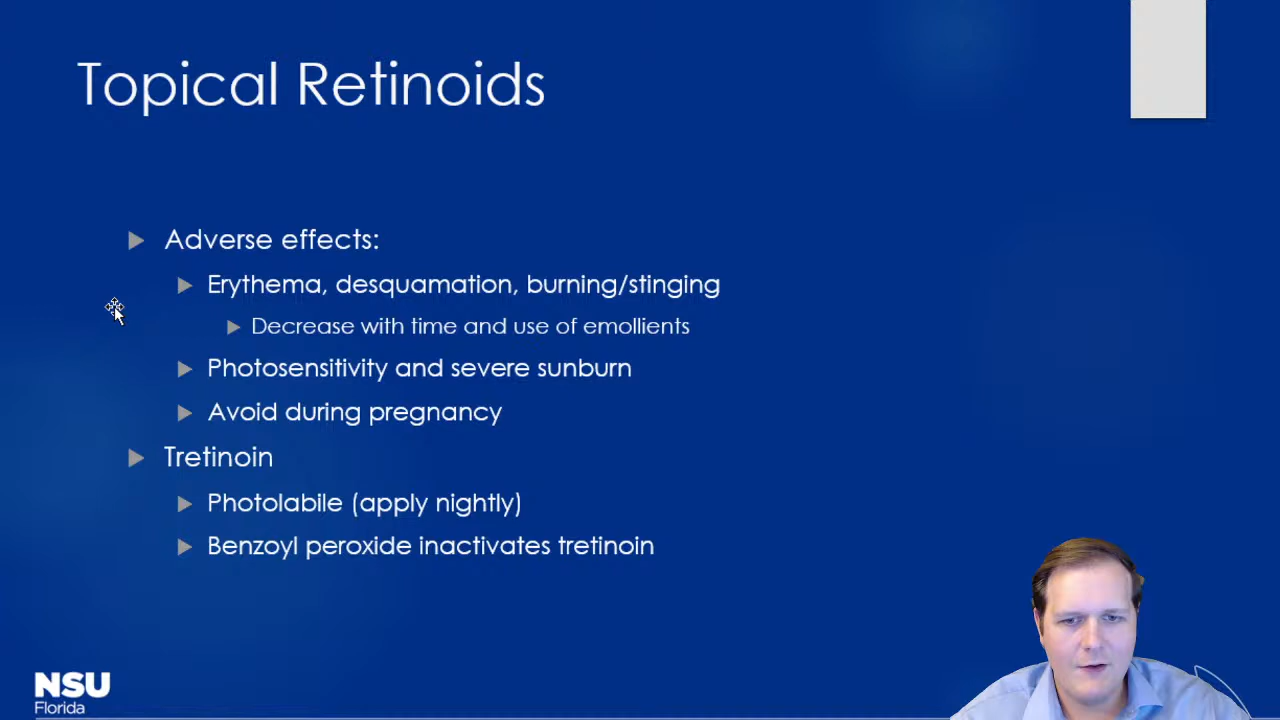 Topical Retinoids
Adverse effects:
Erythema, desquamation, burning/stinging
Decrease with time and use of emollients
Photosensitivity and severe sunburn
Avoid during pregnancy
Tretinoin
Photolabile (apply nightly)
Benzoyl peroxide inactivates tretinoin
NSU
Florida